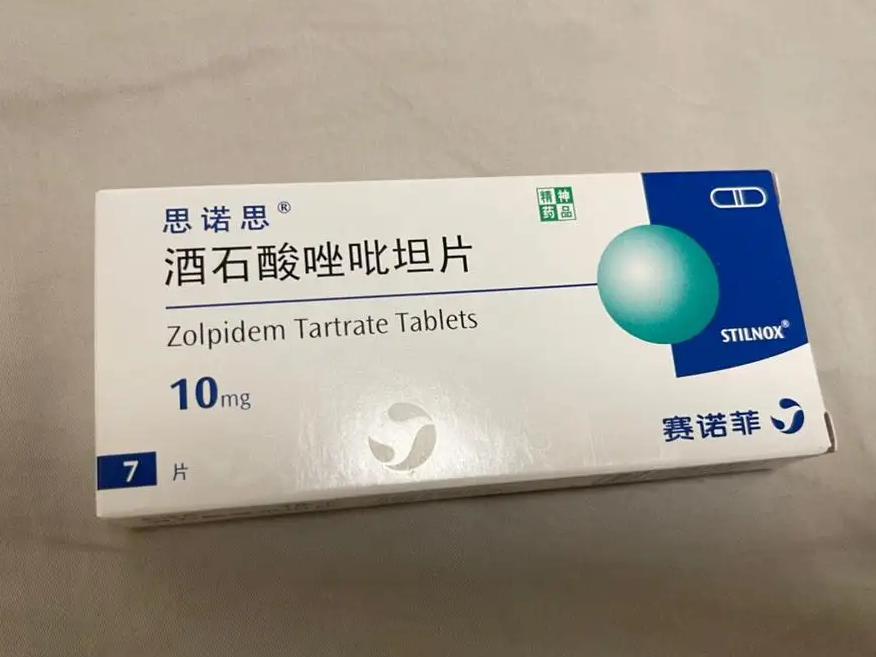 思诺思®
精神
药品
酒石酸唑吡坦片
Zolpidem Tartrate Tablets
STILNOX®
10mg
赛诺菲
7 片